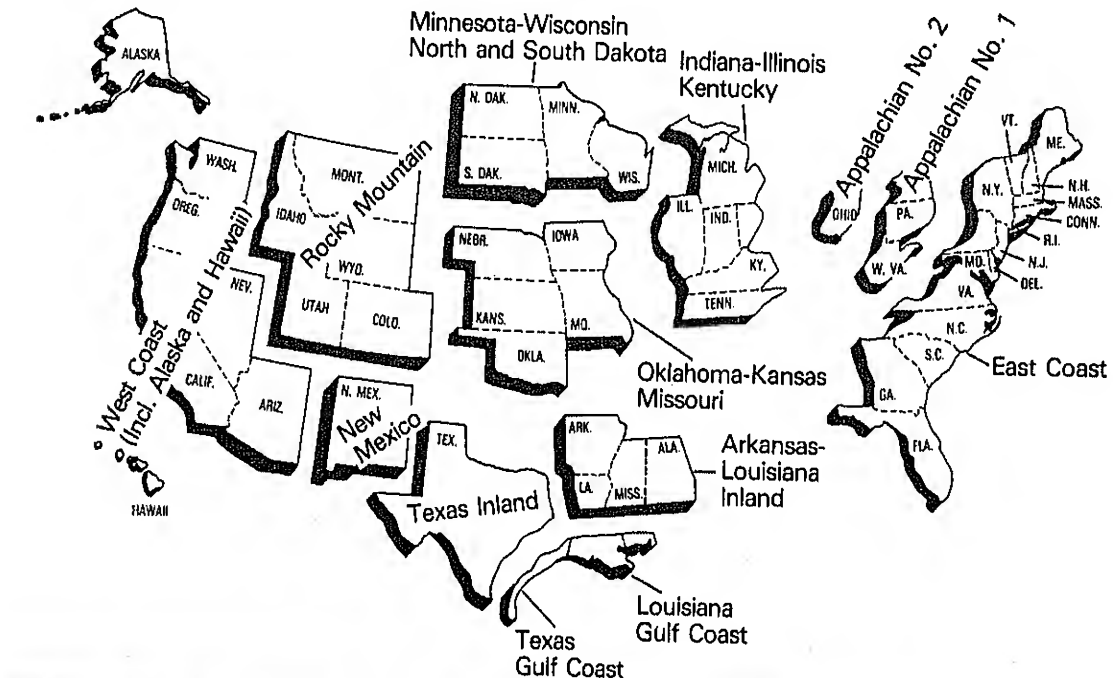 ALASKA
Minnesota-Wisconsin
North and South Dakota
Indiana-Illinois
Kentucky
Appalachian No. 2
Appalachian No. 1
WASH.
OREG.
NEV.
CALIF.
ARIZ.
West Coast
(Incl. Alaska and Hawaii)
HAWAII
MONT.
IDAHO
WYO.
UTAH
COLO.
Rocky Mountain
N. MEX.
New
Mexico
N. DAK.
MINN.
S. DAK.
WIS.
NEBR.
IOWA
KANS.
MO.
OKLA.
Oklahoma-Kansas
Missouri
MICH.
ILL.
IND.
KY.
TENN.
OHIO
PA.
W. VA.
VT.
ME.
N.Y.
N.H.
MASS.
CONN.
R.I.
N.J.
MD.
DEL.
VA.
N.C.
S.C.
GA.
FLA.
East Coast
TEX.
Texas Inland
ARK.
LA.
MISS.
ALA.
Arkansas-
Louisiana
Inland
Louisiana
Gulf Coast
Texas
Gulf Coast